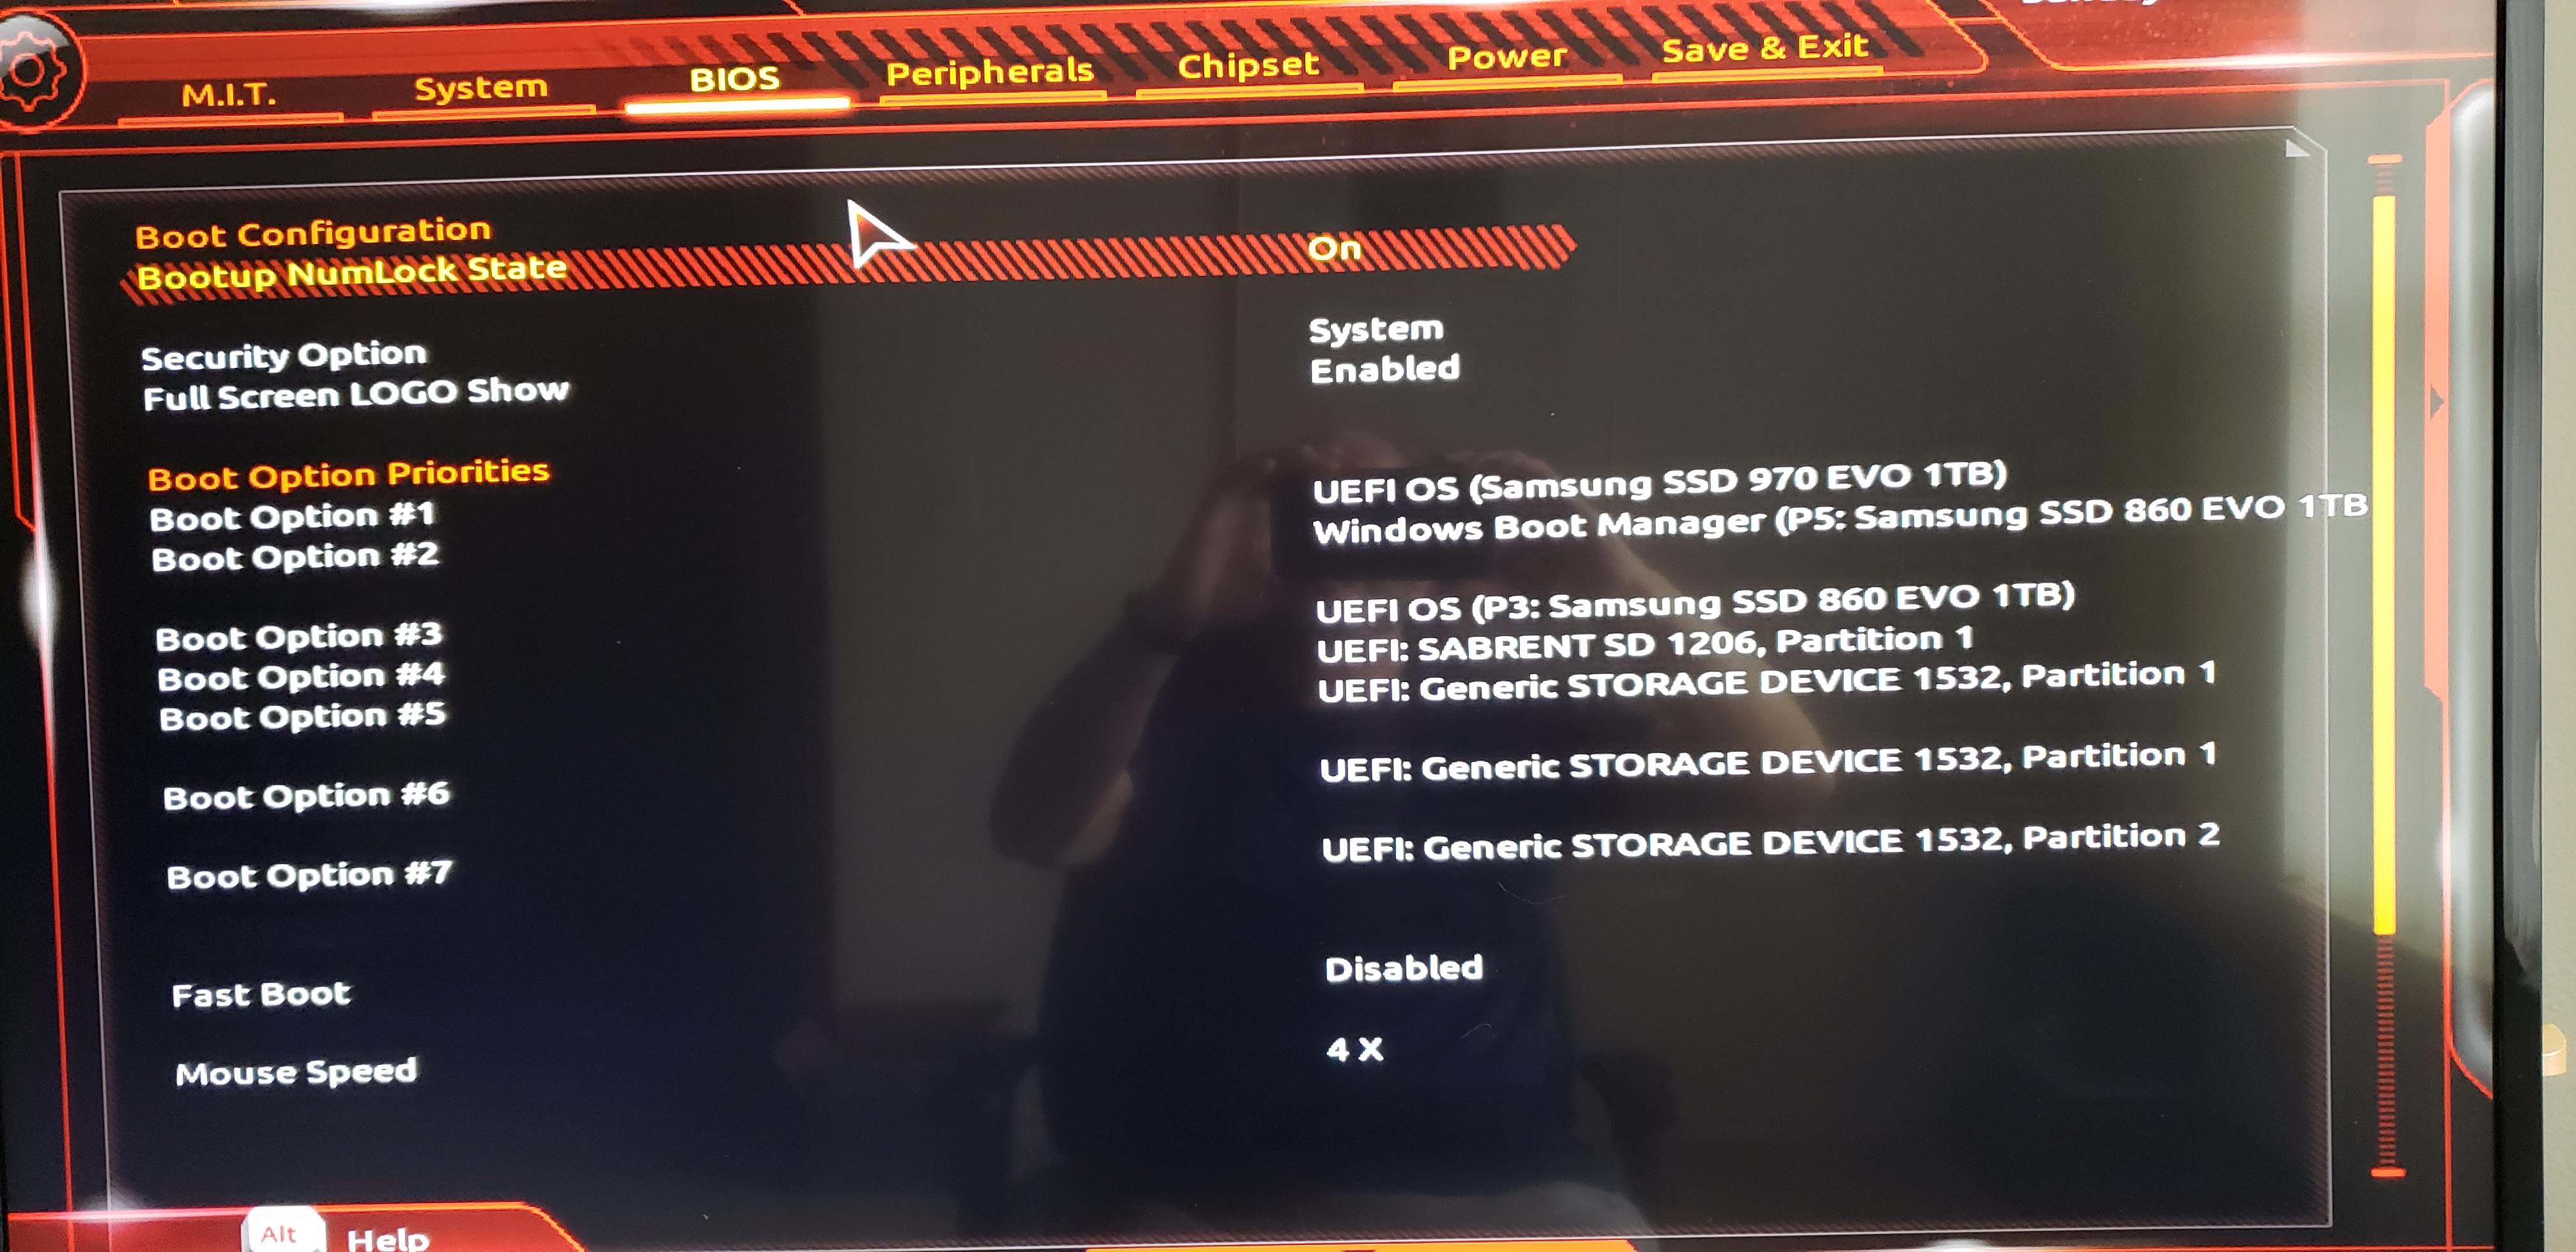 M.I.T. System BIOS Peripherals Chipset Power Save & Exit
Boot Configuration
Bootup NumLock State On
Security Option System
Full Screen LOGO Show Enabled
Boot Option Priorities
Boot Option #1 UEFI OS (Samsung SSD 970 EVO 1TB)
Boot Option #2 Windows Boot Manager (P5: Samsung SSD 860 EVO 1TB
Boot Option #3 UEFI OS (P3: Samsung SSD 860 EVO 1TB)
Boot Option #4 UEFI: SABRENT SD 1206, Partition 1
Boot Option #5 UEFI: Generic STORAGE DEVICE 1532, Partition 1
Boot Option #6 UEFI: Generic STORAGE DEVICE 1532, Partition 1
Boot Option #7 UEFI: Generic STORAGE DEVICE 1532, Partition 2
Fast Boot Disabled
Mouse Speed 4 X
Alt Help